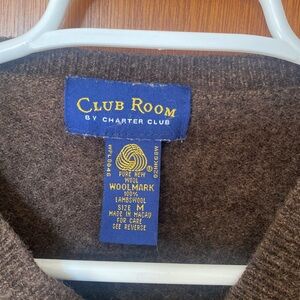 CLUB ROOM
BY CHARTER CLUB
PURE NEW
WOOL
WOOLMARK
100%
LAMBSWOOL
SIZE M
MADE IN MACAU
FOR CARE
SEE REVERSE